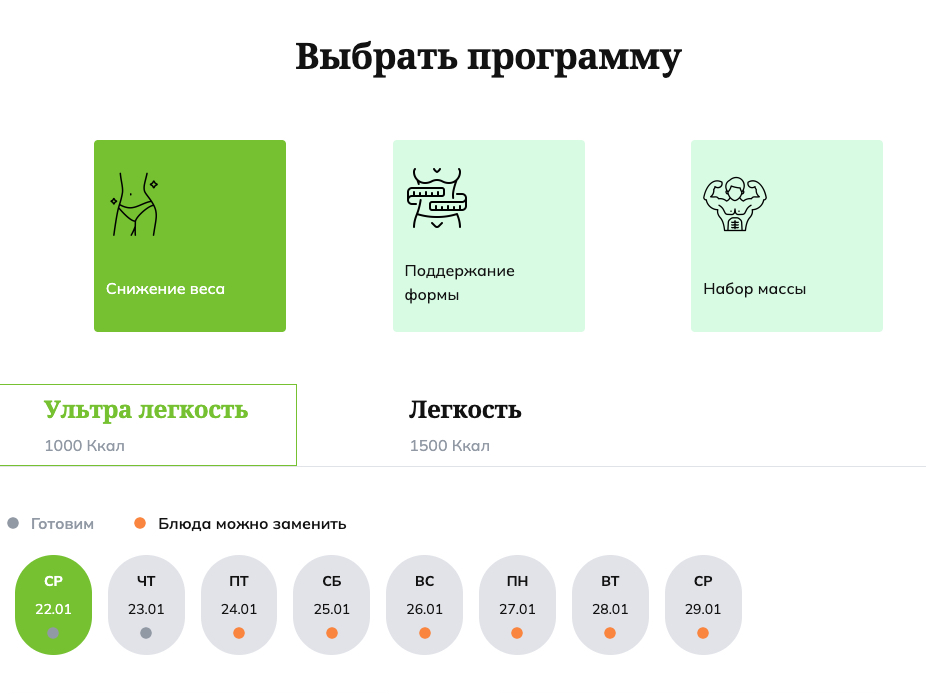 Выбрать программу
Снижение веса
Поддержание
формы
Набор массы
Ультра легкость
1000 Ккал
Легкость
1500 Ккал
Готовим
Блюда можно заменить
СР
22.01
ЧТ
23.01
ПТ
24.01
СБ
25.01
ВС
26.01
ПН
27.01
ВТ
28.01
СР
29.01